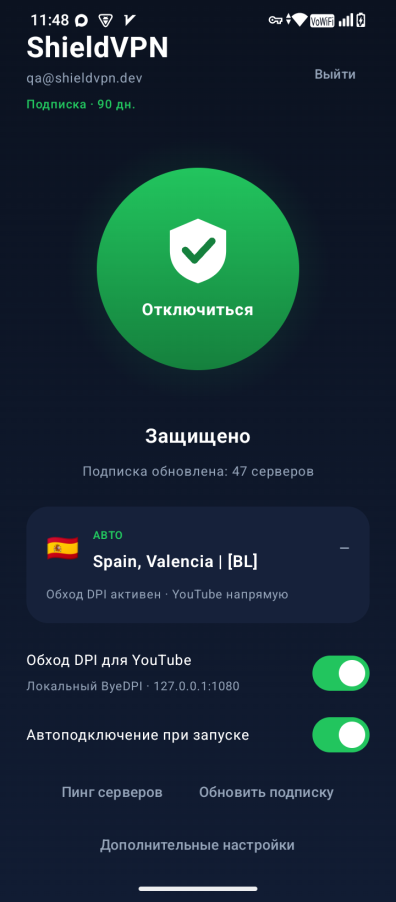 11:48
VoWiFi
ShieldVPN
qa@shieldvpn.dev
Выйти
Подписка · 90 дн.
Отключиться
Защищено
Подписка обновлена: 47 серверов
АВТО
Spain, Valencia | [BL]
—
Обход DPI активен · YouTube напрямую
Обход DPI для YouTube
Локальный ByeDPI · 127.0.0.1:1080
Автоподключение при запуске
Пинг серверов
Обновить подписку
Дополнительные настройки